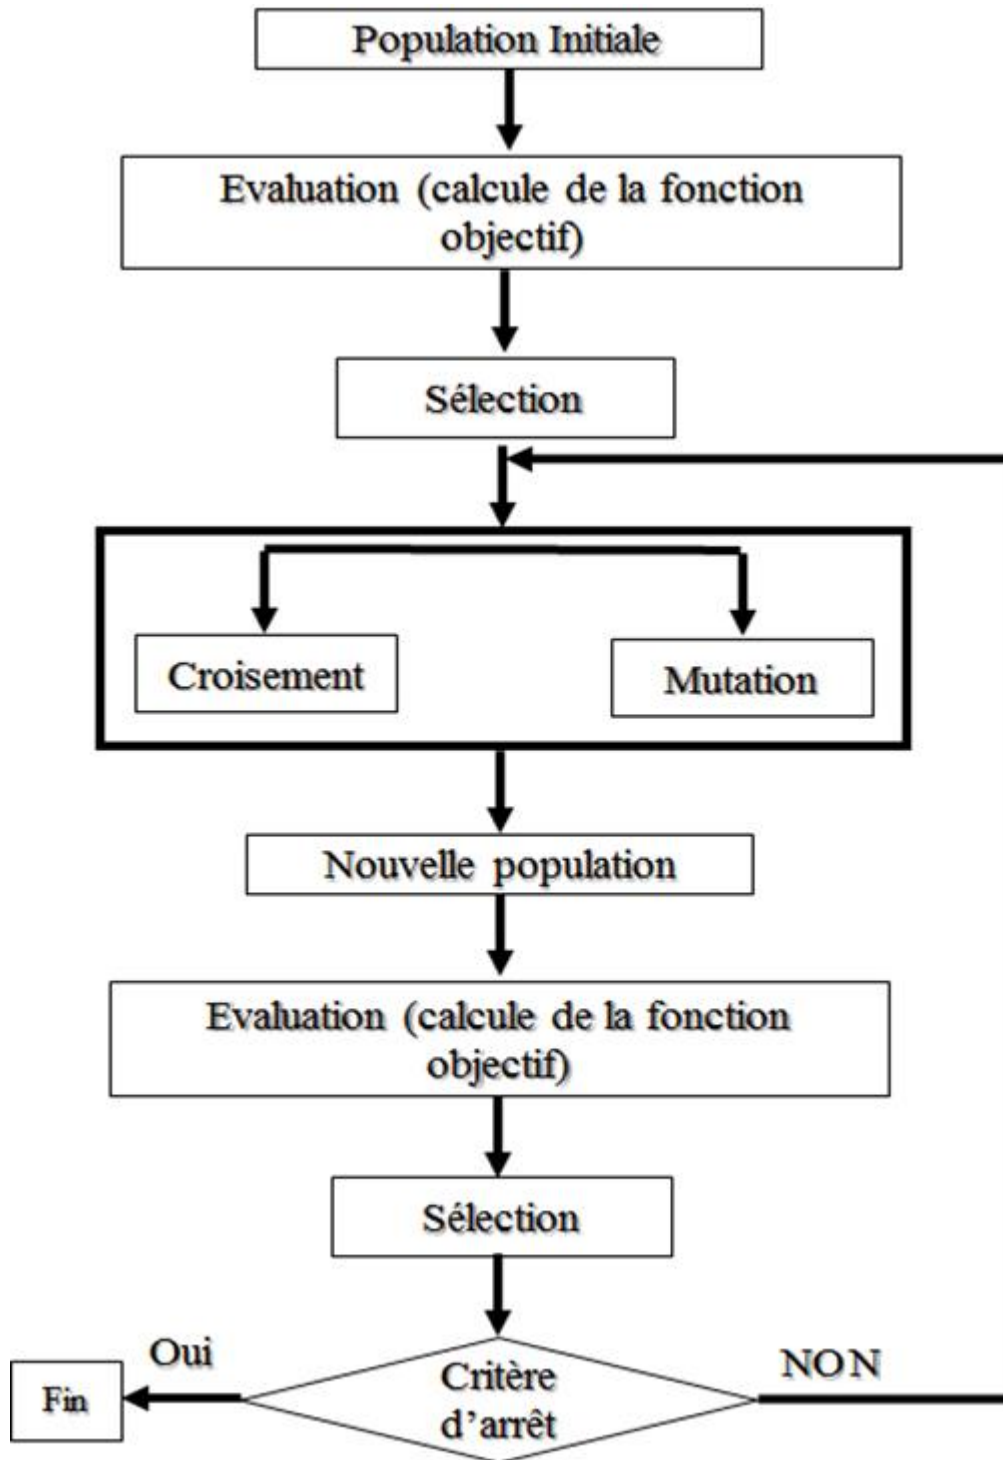 Population Initiale
Evaluation (calcule de la fonction
objectif)
Sélection
Croisement
Mutation
Nouvelle population
Evaluation (calcule de la fonction
objectif)
Sélection
Oui
NON
Critère
d’arrêt
Fin